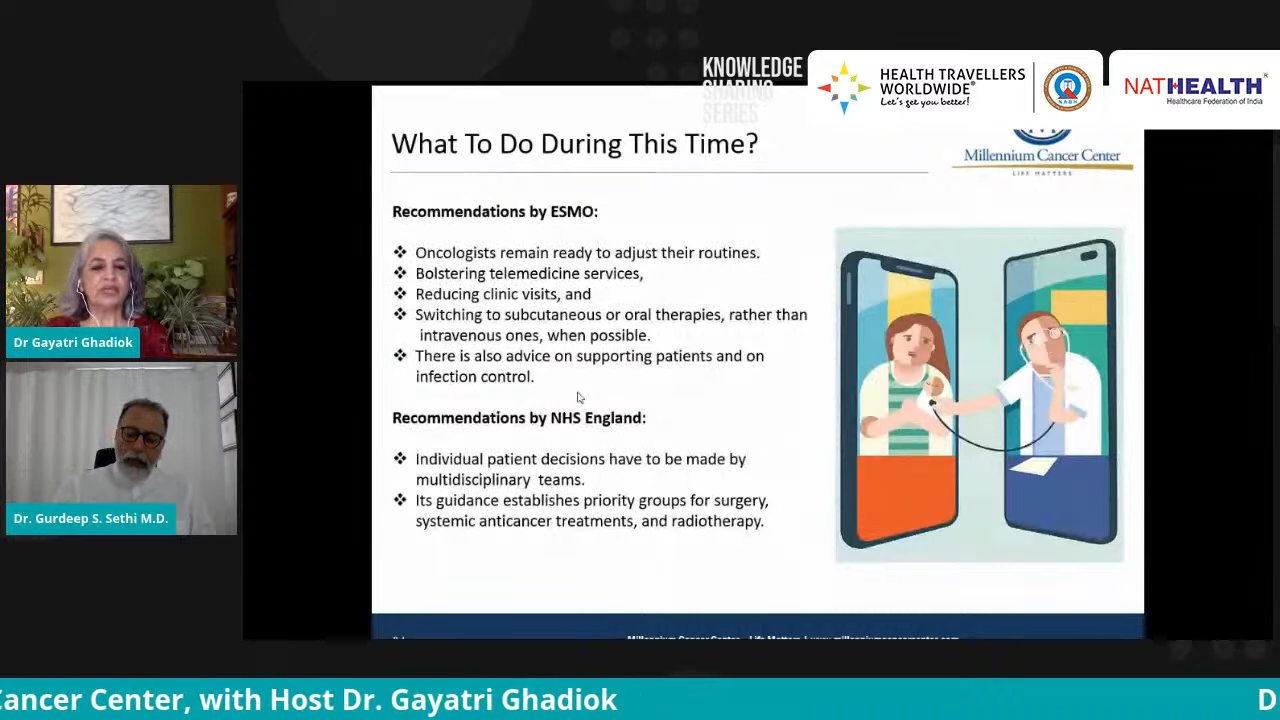 KNOWLEDGE
SHARING
SERIES
HEALTH TRAVELLERS
WORLDWIDE®
Let's get you better!
NABH
NATHEALTH®
Healthcare Federation of India
What To Do During This Time?
Millennium Cancer Center
LIFE MATTERS
Recommendations by ESMO:
❖ Oncologists remain ready to adjust their routines.
❖ Bolstering telemedicine services,
❖ Reducing clinic visits, and
❖ Switching to subcutaneous or oral therapies, rather than
intravenous ones, when possible.
❖ There is also advice on supporting patients and on
infection control.
Recommendations by NHS England:
❖ Individual patient decisions have to be made by
multidisciplinary teams.
❖ Its guidance establishes priority groups for surgery,
systemic anticancer treatments, and radiotherapy.
Dr Gayatri Ghadiok
Dr. Gurdeep S. Sethi M.D.
Cancer Center, with Host Dr. Gayatri Ghadiok
D